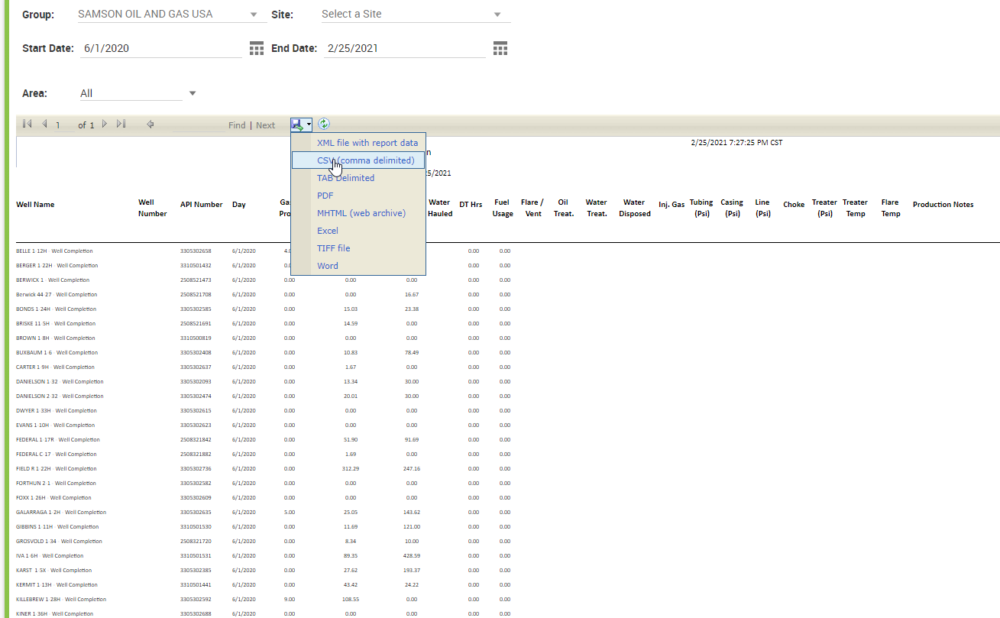 Group: SAMSON OIL AND GAS USA Site: Select a Site
Start Date: 6/1/2020 End Date: 2/25/2021
Area: All
1 of 1 Find | Next
XML file with report data
CSV (comma delimited)
TAB Delimited
PDF
MHTML (web archive)
Excel
TIFF file
Word
2/25/2021 7:27:25 PM CST
5/2021
Well Name Well Number API Number Day Water Hauled DT Hrs Fuel Usage Flare / Vent Oil Treat. Water Treat. Water Disposed Inj. Gas Tubing (Psi) Casing (Psi) Line (Psi) Choke Treater (Psi) Treater Temp Flare Temp Production Notes
BELLE 1-12H - Well Completion 3305302658 6/1/2020 0.00 0.00
BERGER 1-22H - Well Completion 3310501432 6/1/2020 0.00 0.00
BERWICK 1 - Well Completion 2508521473 6/1/2020 0.00 0.00 0.00 0.00 0.00
Berwick 44-27 - Well Completion 2508521708 6/1/2020 0.00 0.00 16.67 0.00 0.00
BONDS 1-24H - Well Completion 3305302585 6/1/2020 0.00 15.03 23.38 0.00 0.00
BRISKE 11-5H - Well Completion 2508521691 6/1/2020 0.00 14.59 0.00 0.00 0.00
BROWN 1-8H - Well Completion 3310500819 6/1/2020 0.00 0.00 0.00 0.00 0.00
BUXBAUM 1-6 - Well Completion 3305302408 6/1/2020 0.00 10.83 78.49 0.00 0.00
CARTER 1-9H - Well Completion 3305302637 6/1/2020 0.00 1.67 0.00 0.00 0.00
DANIELSON 1-32 - Well Completion 3305302093 6/1/2020 0.00 13.34 30.00 0.00 0.00
DANIELSON 2-32 - Well Completion 3305302474 6/1/2020 0.00 20.01 30.00 0.00 0.00
DWYER 1-33H - Well Completion 3305302615 6/1/2020 0.00 0.00 0.00 0.00 0.00
EVANS 1-10H - Well Completion 3305302623 6/1/2020 0.00 0.00 0.00 0.00 0.00
FEDERAL 1-17R - Well Completion 2508321842 6/1/2020 0.00 51.90 91.69 0.00 0.00
FEDERAL C-17 - Well Completion 2508321882 6/1/2020 0.00 1.69 0.00 0.00 0.00
FIELD R 1-22H - Well Completion 3305302736 6/1/2020 0.00 312.29 247.16 0.00 0.00
FORTHUN 2-1 - Well Completion 3305302582 6/1/2020 0.00 0.00 0.00 0.00 0.00
FOXX 1-26H - Well Completion 3305302609 6/1/2020 0.00 0.00 0.00 0.00 0.00
GALARRAGA 1-2H - Well Completion 3305302635 6/1/2020 5.00 25.05 143.62 0.00 0.00
GIBBINS 1-11H - Well Completion 3310501530 6/1/2020 0.00 11.69 121.00 0.00 0.00
GROSVOLD 1-34 - Well Completion 2508321720 6/1/2020 0.00 8.34 10.00 0.00 0.00
IVA 1-6H - Well Completion 3310501531 6/1/2020 0.00 89.35 428.59 0.00 0.00
KARST 1-5X - Well Completion 3305302385 6/1/2020 0.00 27.62 193.37 0.00 0.00
KERMIT 1-13H - Well Completion 3310501441 6/1/2020 0.00 43.42 24.22 0.00 0.00
KILLEBREW 1-28H - Well Completion 3305302592 6/1/2020 9.00 108.55 0.00 0.00 0.00
KINER 1-36H - Well Completion 3305302688 6/1/2020 0.00 0.00 0.00 0.00 0.00